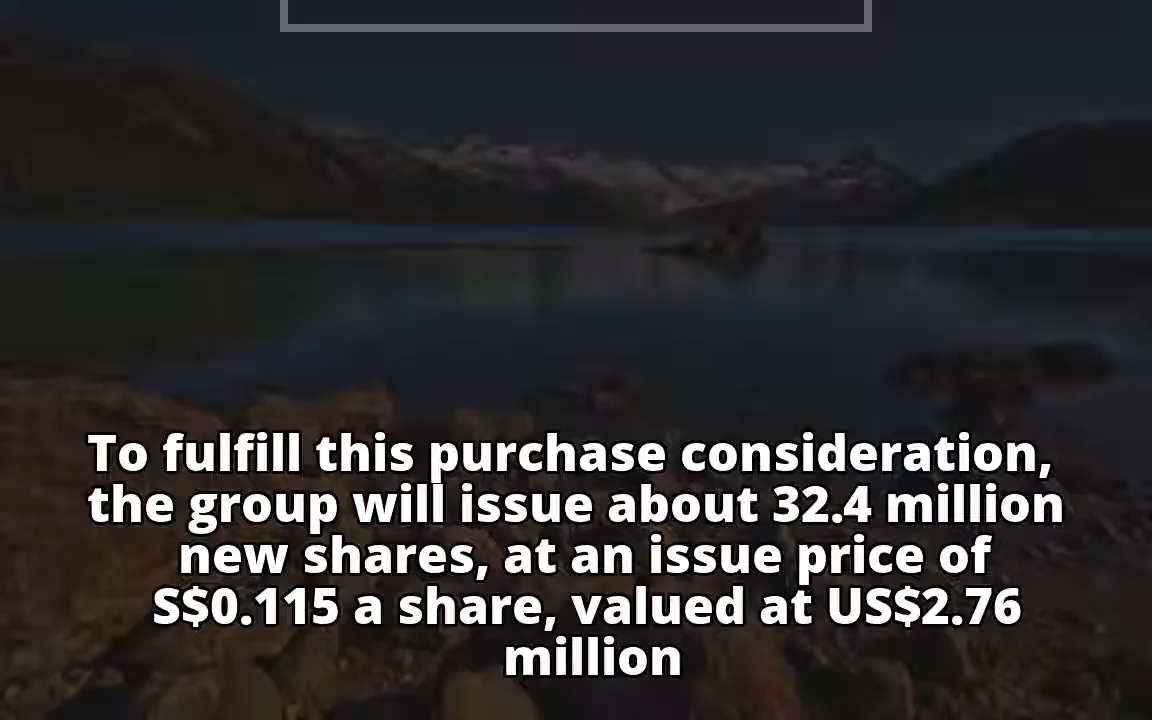 To fulfill this purchase consideration,
the group will issue about 32.4 million
new shares, at an issue price of
S$0.115 a share, valued at US$2.76
million